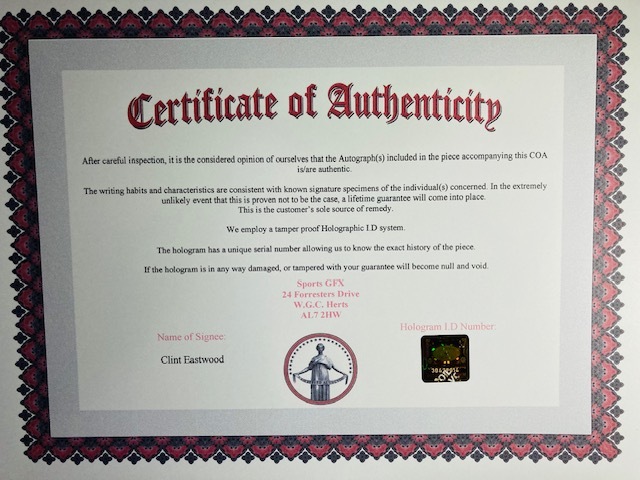 Certificate of Authenticity
After careful inspection, it is the considered opinion of ourselves that the Autograph(s) included in the piece accompanying this COA
is/are authentic.
The writing habits and characteristics are consistent with known signature specimens of the individual(s) concerned. In the extremely
unlikely event that this is proven not to be the case, a lifetime guarantee will come into place.
This is the customer's sole source of remedy.
We employ a tamper proof Holographic I.D system.
The hologram has a unique serial number allowing us to know the exact history of the piece.
If the hologram is in any way damaged, or tampered with your guarantee will become null and void.
Sports GFX
24 Forresters Drive
W.G.C. Herts
AL7 2HW
Name of Signee:
Hologram I.D Number:
Clint Eastwood